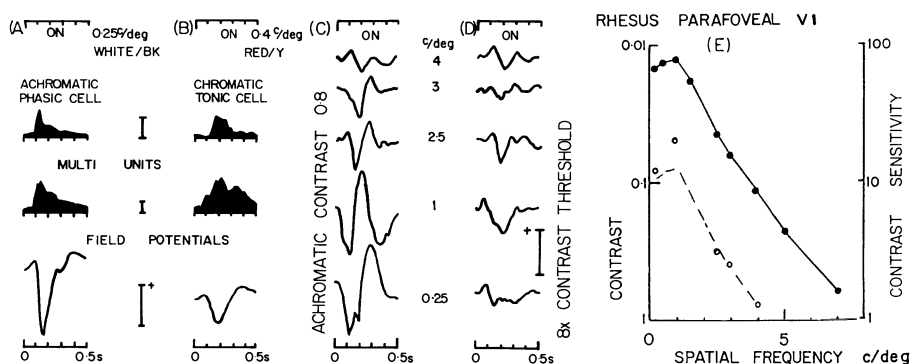 (A)
ON 0·25c/deg
WHITE/BK
ACHROMATIC
PHASIC CELL
(B)
ON 0·4c/deg
RED/Y
CHROMATIC
TONIC CELL
MULTI UNITS
FIELD POTENTIALS
+
0 0·5s
0 0·5s
(C)
ON
ACHROMATIC CONTRAST 0·8
0 0·5s
c/deg
4
3
2·5
1
0·25
(D)
ON
+
8x CONTRAST THRESHOLD
0 0·5s
RHESUS PARAFOVEAL V1
(E)
0·01
0·1
1
CONTRAST
100
10
1
CONTRAST SENSITIVITY
0 5
SPATIAL FREQUENCY c/deg